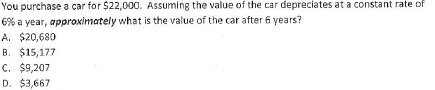 You purchase a car for $22,000. Assuming the value of the car depreciates at a constant rate of
6% a year, approximately what is the value of the car after 6 years?
A. $20,680
B. $15,177
C. $9,207
D. $3,667